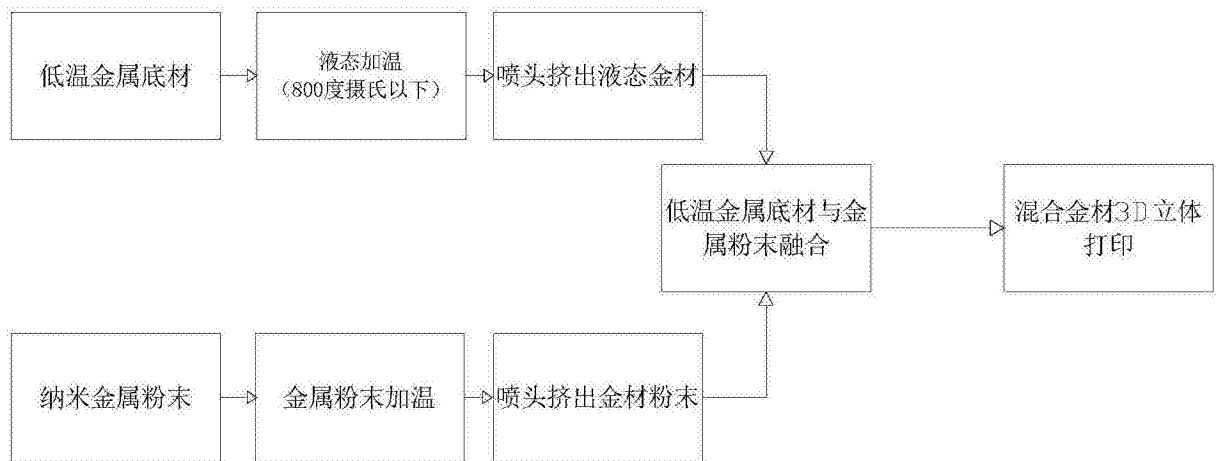 低温金属底材
液态加温
（800度摄氏以下）
喷头挤出液态金材
低温金属底材与金
属粉末融合
混合金材3D立体
打印
纳米金属粉末
金属粉末加温
喷头挤出金材粉末